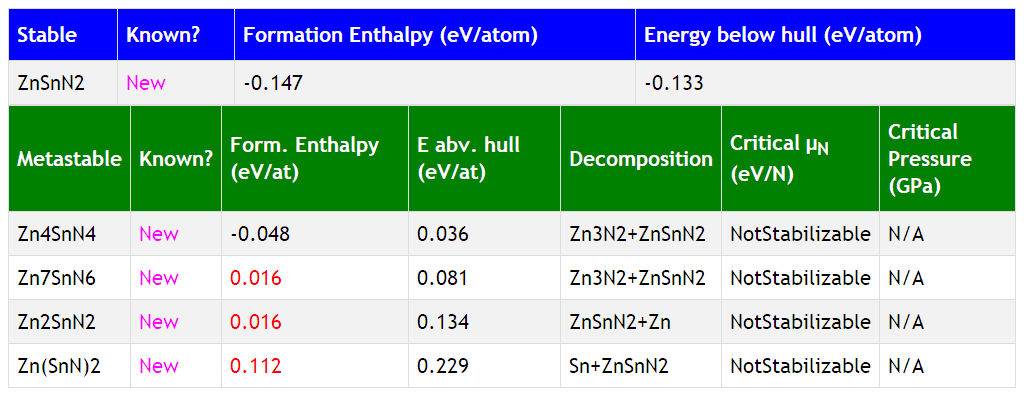 Stable Known? Formation Enthalpy (eV/atom) Energy below hull (eV/atom)
ZnSnN2 New -0.147 -0.133
Metastable Known? Form. Enthalpy (eV/at) E abv. hull (eV/at) Decomposition Critical μN (eV/N) Critical Pressure (GPa)
Zn4SnN4 New -0.048 0.036 Zn3N2+ZnSnN2 NotStabilizable N/A
Zn7SnN6 New 0.016 0.081 Zn3N2+ZnSnN2 NotStabilizable N/A
Zn2SnN2 New 0.016 0.134 ZnSnN2+Zn NotStabilizable N/A
Zn(SnN)2 New 0.112 0.229 Sn+ZnSnN2 NotStabilizable N/A